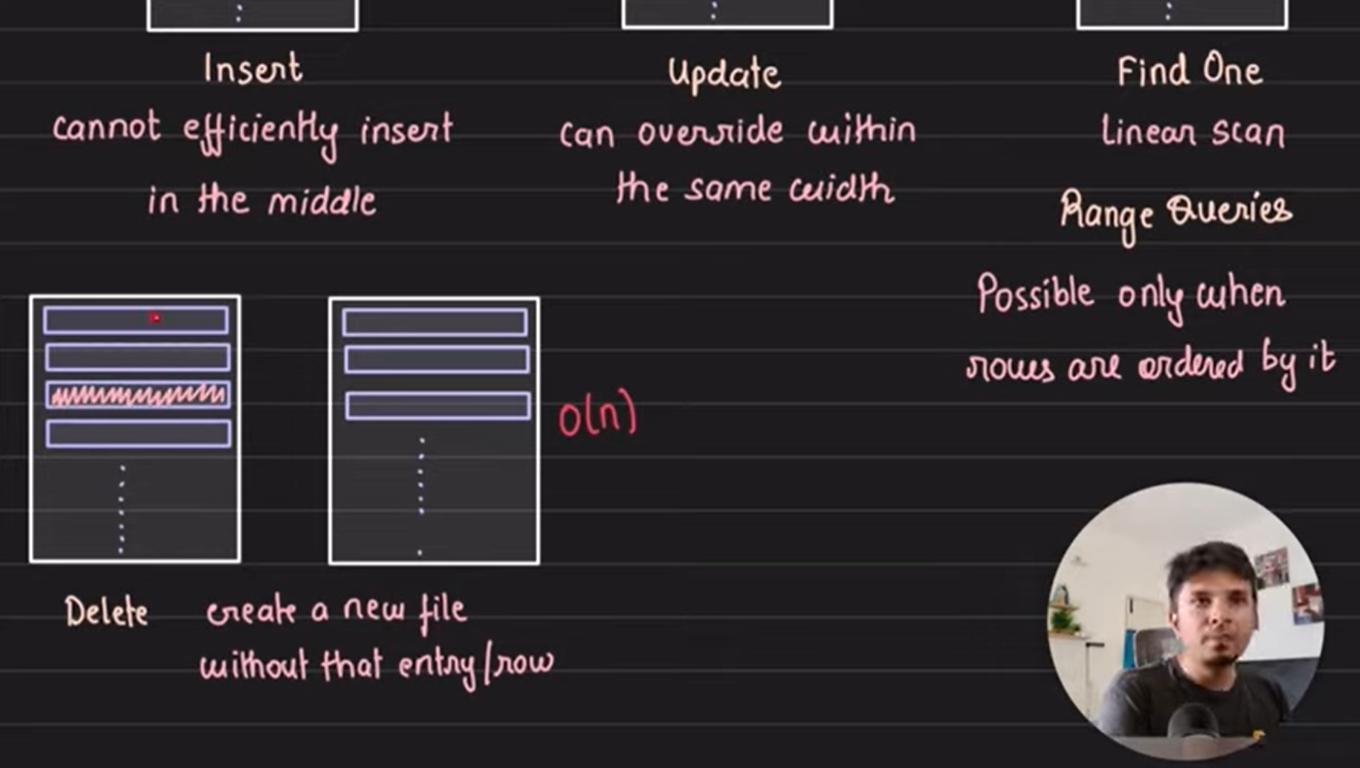 Insert
cannot efficiently insert
in the middle
Update
can override within
the same width
Find One
Linear scan
Range Queries
Possible only when
rows are ordered by it
O(n)
Delete
create a new file
without that entry/row